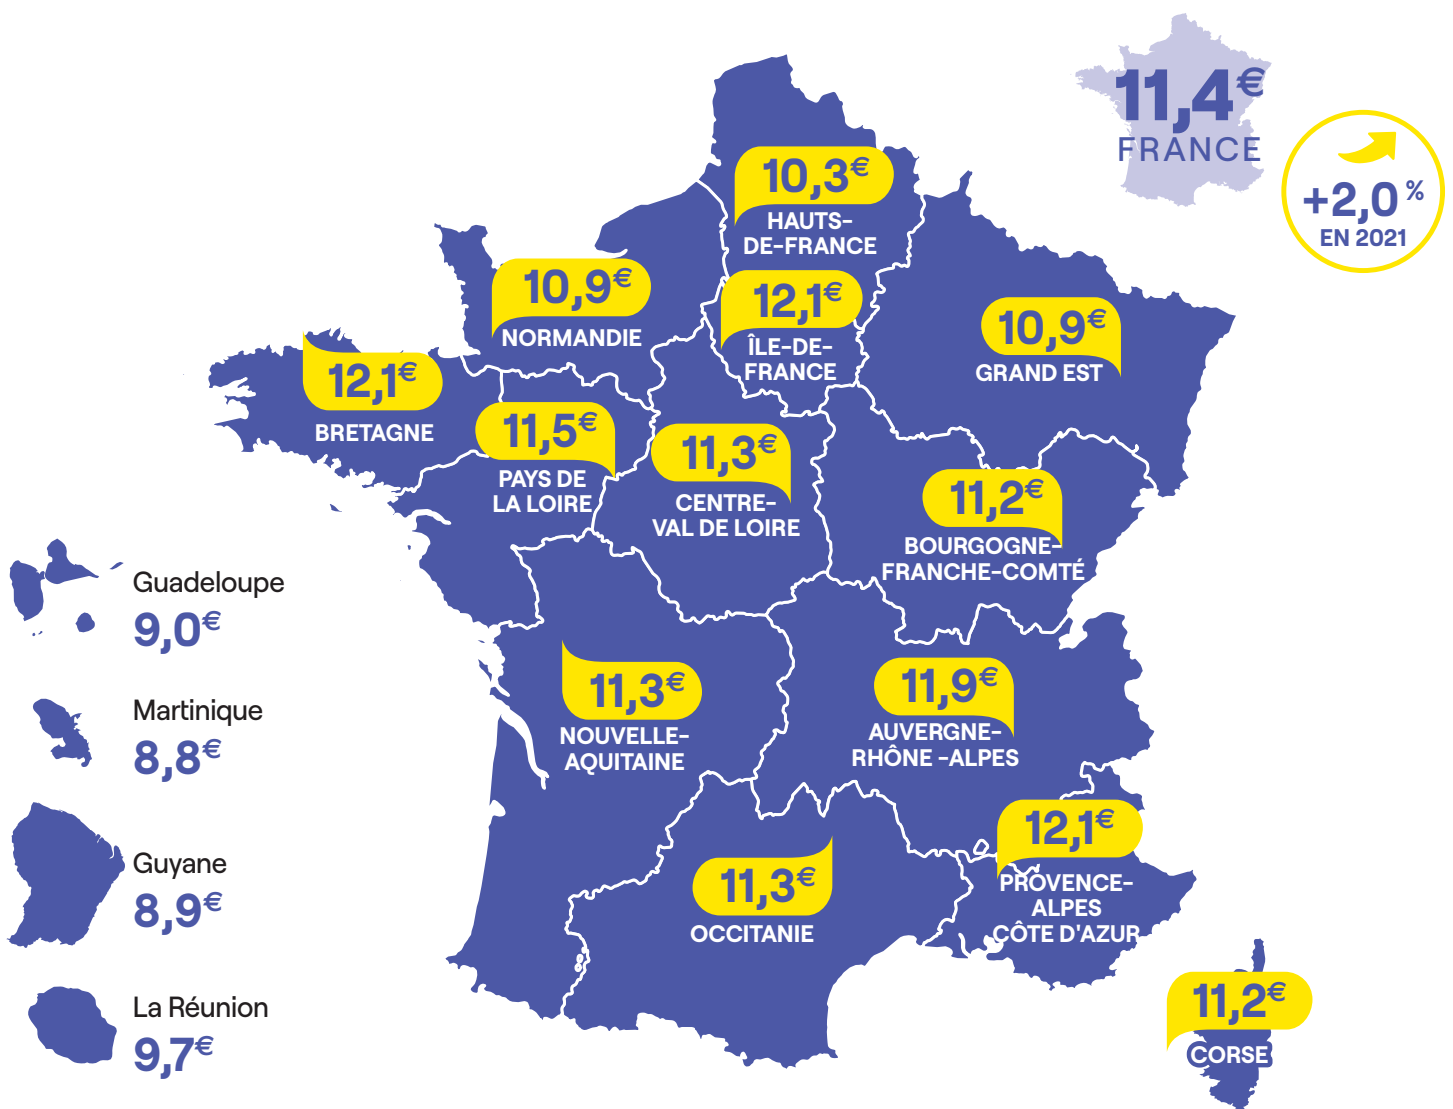 11,4€
FRANCE
+2,0 %
EN 2021
10,3€
HAUTS-
DE-FRANCE
10,9€
NORMANDIE
12,1€
ÎLE-DE-
FRANCE
10,9€
GRAND EST
12,1€
BRETAGNE
11,5€
PAYS DE
LA LOIRE
11,3€
CENTRE-
VAL DE LOIRE
11,2€
BOURGOGNE-
FRANCHE-COMTÉ
Guadeloupe
9,0€
Martinique
8,8€
Guyane
8,9€
La Réunion
9,7€
11,3€
NOUVELLE-
AQUITAINE
11,9€
AUVERGNE-
RHÔNE -ALPES
11,3€
OCCITANIE
12,1€
PROVENCE-
ALPES
CÔTE D'AZUR
11,2€
CORSE